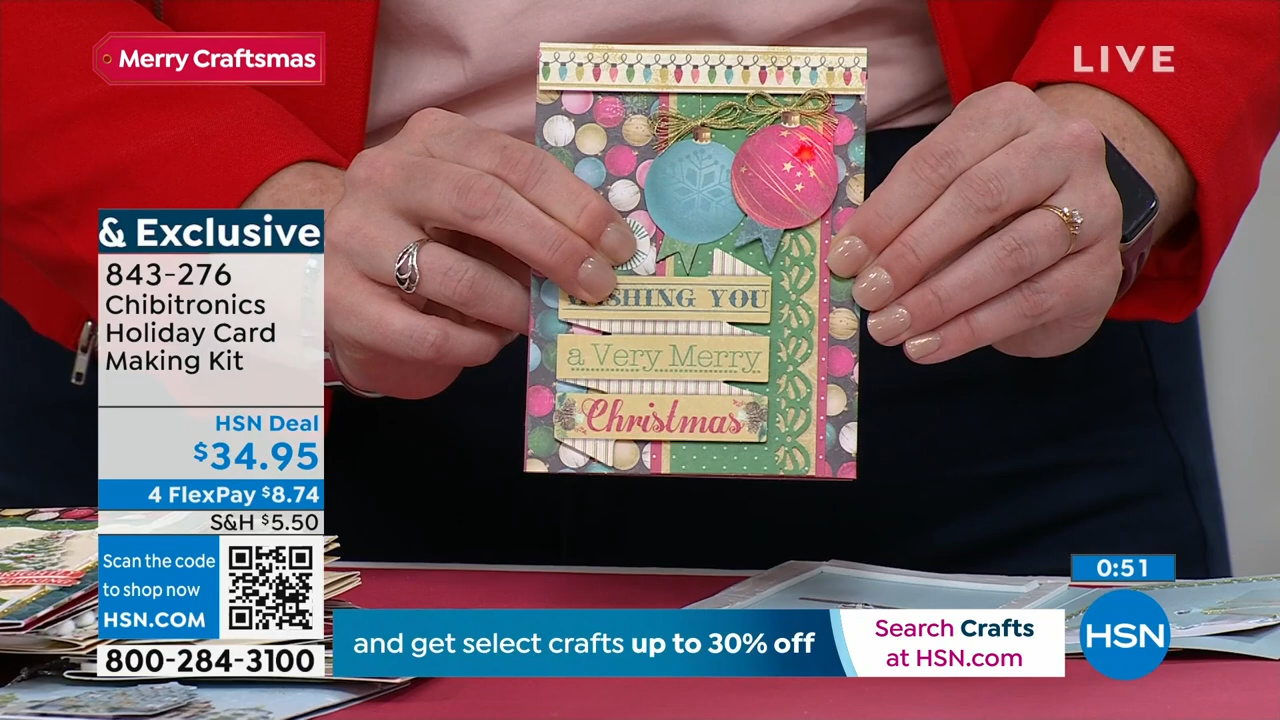 Merry Craftsmas
LIVE
& Exclusive
843-276
Chibitronics
Holiday Card
Making Kit
HSN Deal
$34.95
4 FlexPay $8.74
S&H $5.50
Scan the code
to shop now
HSN.COM
800-284-3100
WISHING YOU
a Very Merry
Christmas
0:51
and get select crafts up to 30% off
Search Crafts
at HSN.com
HSN